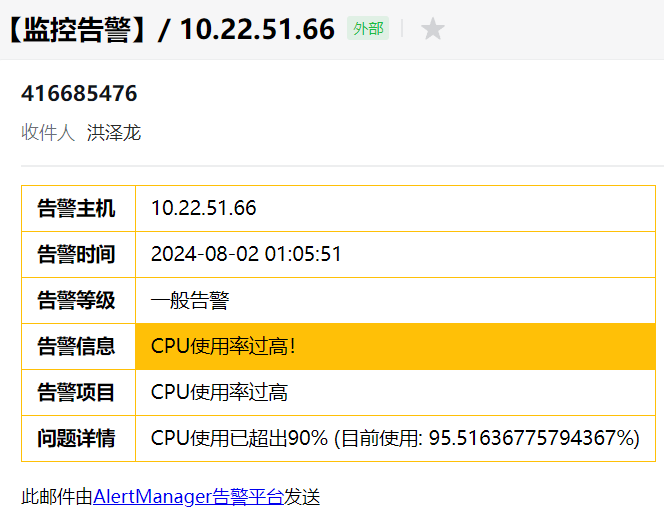 【监控告警】/ 10.22.51.66 外部
416685476
收件人 洪泽龙
告警主机 10.22.51.66
告警时间 2024-08-02 01:05:51
告警等级 一般告警
告警信息 CPU使用率过高!
告警项目 CPU使用率过高
问题详情 CPU使用已超出90% (目前使用: 95.51636775794367%)
此邮件由AlertManager告警平台发送